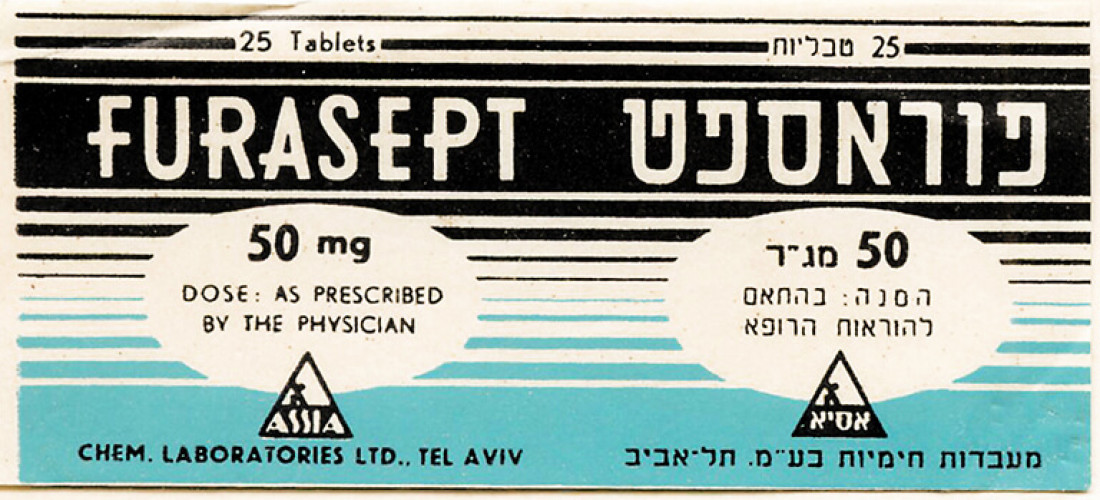 25 Tablets
25 טבליות
FURASEPT
פוראספט
50 mg
DOSE: AS PRESCRIBED
BY THE PHYSICIAN
50 מג״ר
המנה: בהתאם
להוראות הרופא
ASSIA
אסיא
CHEM. LABORATORIES LTD., TEL AVIV
מעבדות חימיות בע״מ. תל־אביב